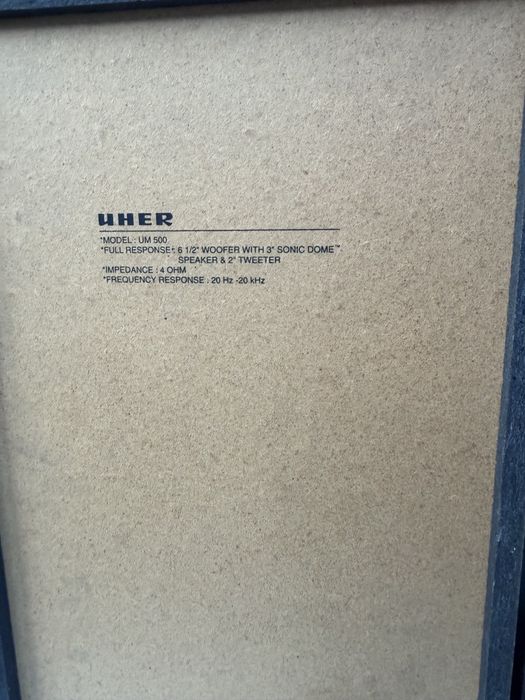 UHER
*MODEL : UM 500
*FULL RESPONSE : 6 1/2" WOOFER WITH 3" SONIC DOME™
SPEAKER & 2" TWEETER
*IMPEDANCE : 4 OHM
*FREQUENCY RESPONSE : 20 Hz -20 kHz